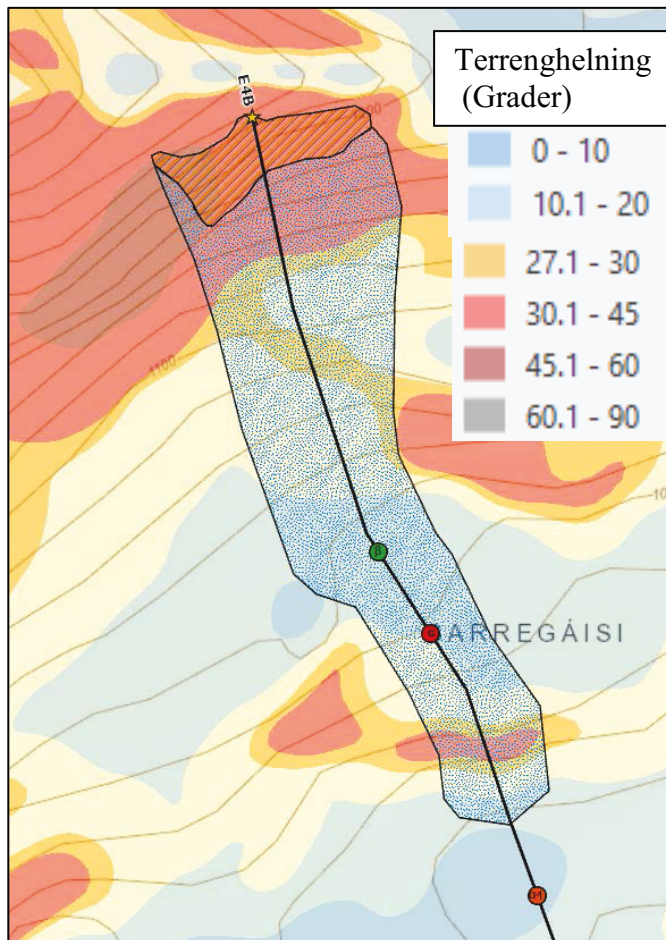 E4B
Terrenghelning
(Grader)
0 - 10
10.1 - 20
27.1 - 30
30.1 - 45
45.1 - 60
60.1 - 90
1100
β
α
ARREGÁISI
α-1